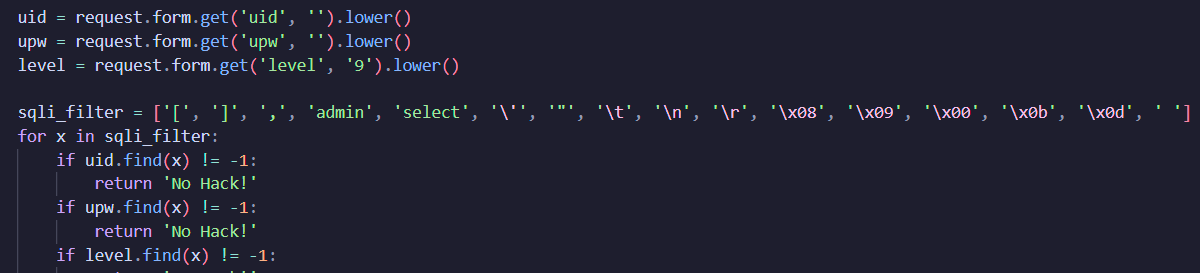 uid = request.form.get('uid', '').lower()
upw = request.form.get('upw', '').lower()
level = request.form.get('level', '9').lower()

sqli_filter = ['[', ']', ',', 'admin', 'select', '\'', '"', '\t', '\n', '\r', '\x08', '\x09', '\x00', '\x0b', '\x0d', ' ']
for x in sqli_filter:
    if uid.find(x) != -1:
        return 'No Hack!'
    if upw.find(x) != -1:
        return 'No Hack!'
    if level.find(x) != -1: